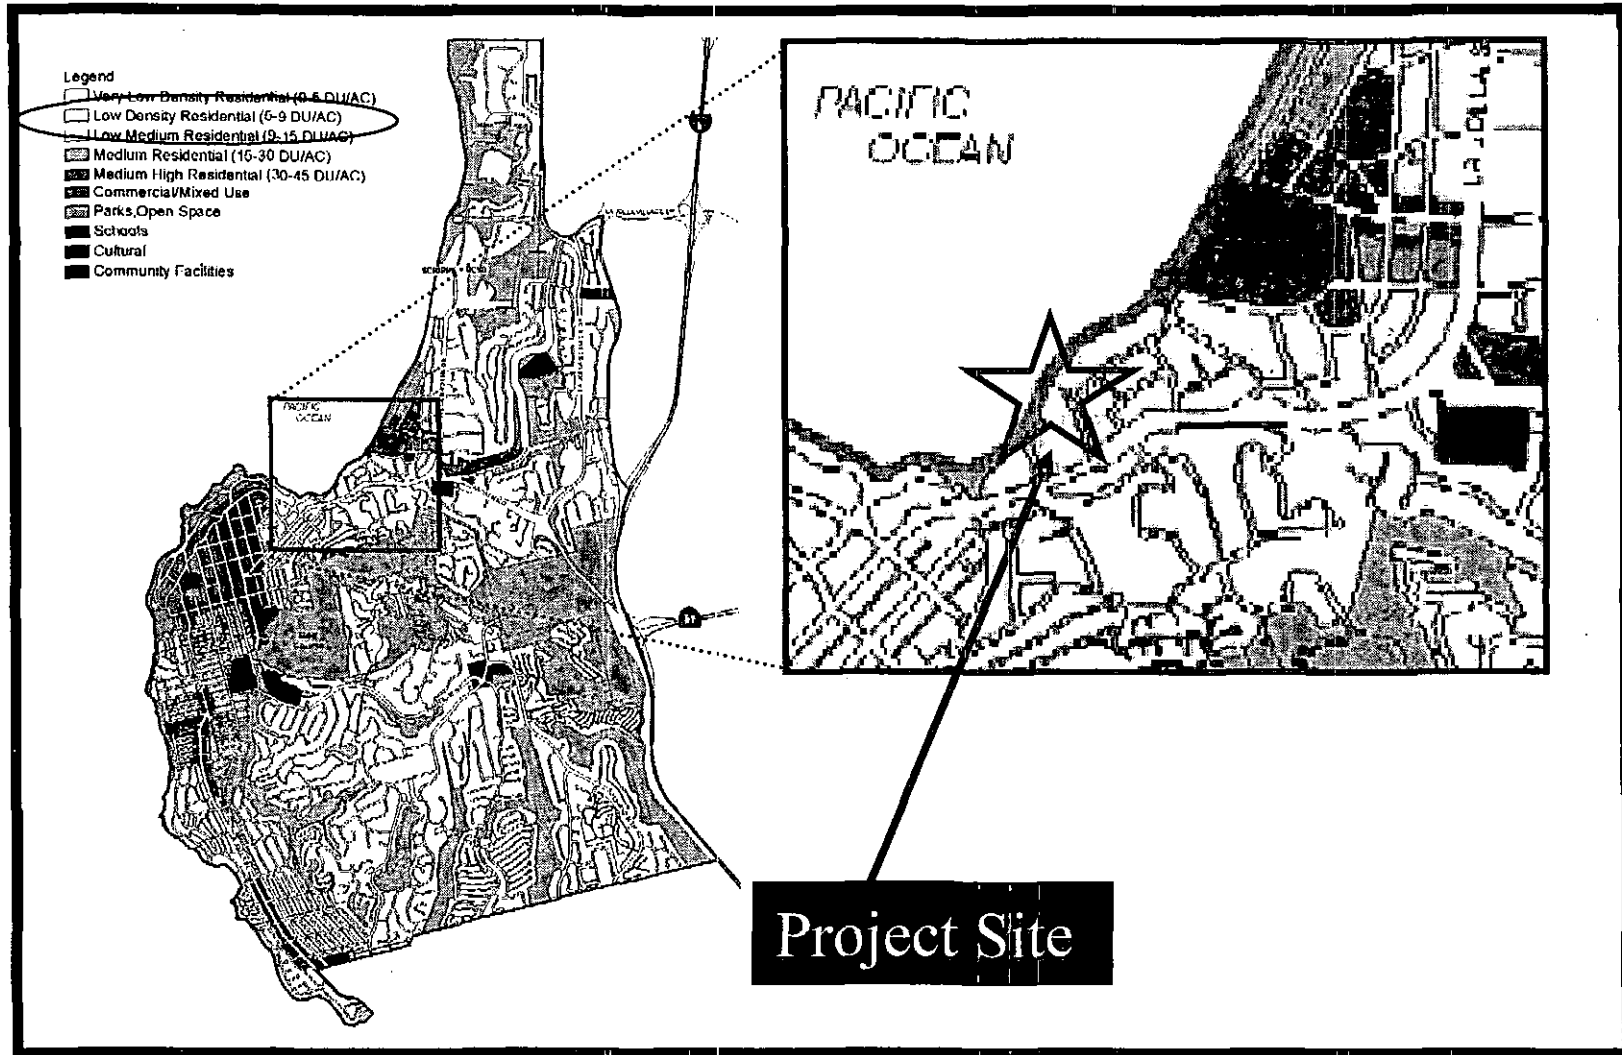 Legend
Very Low Density Residential (0-5 DU/AC)
Low Density Residential (5-9 DU/AC)
Low Medium Residential (9-15 DU/AC)
Medium Residential (15-30 DU/AC)
Medium High Residential (30-45 DU/AC)
Commercial/Mixed Use
Parks,Open Space
Schools
Cultural
Community Facilities
PACIFIC
OCEAN
PACIFIC
OCEAN
Project Site